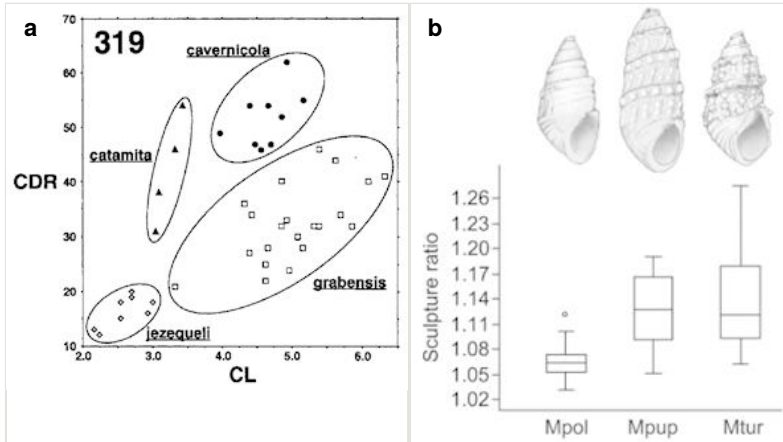 a
319
70
60
50
40
30
20
10
CDR
cavernicola
catamita
grabensis
jezequeli
2.0
3.0
4.0
5.0
6.0
CL
b
Sculpture ratio
1.26
1.23
1.20
1.17
1.14
1.11
1.08
1.05
1.02
Mpol
Mpup
Mtur